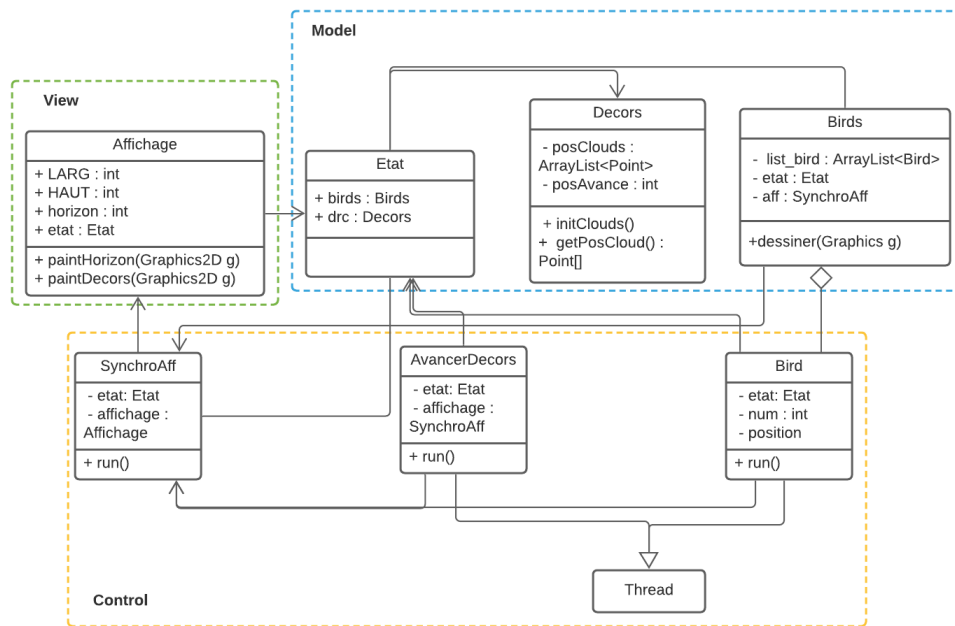 Model
View
Affichage
+ LARG : int
+ HAUT : int
+ horizon : int
+ etat : Etat
+ paintHorizon(Graphics2D g)
+ paintDecors(Graphics2D g)
Etat
+ birds : Birds
+ drc : Decors
Decors
- posClouds :
ArrayList<Point>
- posAvance : int
+ initClouds()
+ getPosCloud() :
Point[]
Birds
- list_bird : ArrayList<Bird>
- etat : Etat
- aff : SynchroAff
+dessiner(Graphics g)
SynchroAff
- etat: Etat
- affichage :
Affichage
+ run()
AvancerDecors
- etat: Etat
- affichage :
SynchroAff
+ run()
Bird
- etat: Etat
- num : int
- position
+ run()
Thread
Control